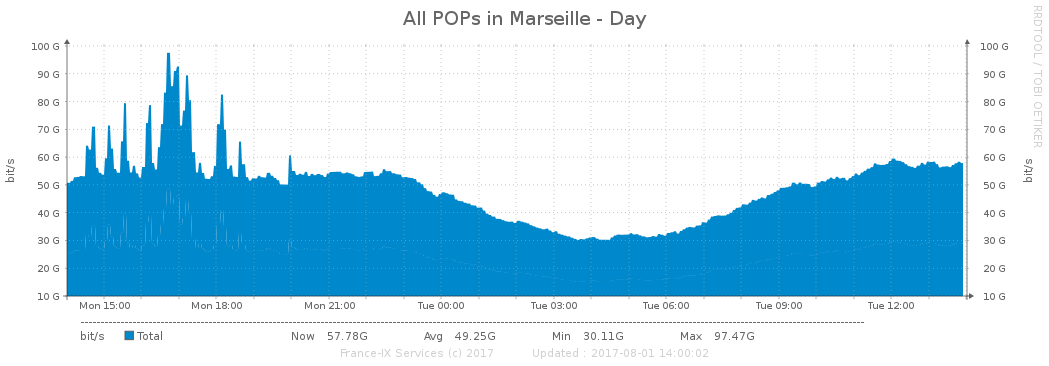 All POPs in Marseille - Day
RRDTOOL / TOBI OETIKER
bit/s
bit/s
100 G 100 G
90 G 90 G
80 G 80 G
70 G 70 G
60 G 60 G
50 G 50 G
40 G 40 G
30 G 30 G
20 G 20 G
10 G 10 G
Mon 15:00 Mon 18:00 Mon 21:00 Tue 00:00 Tue 03:00 Tue 06:00 Tue 09:00 Tue 12:00
bit/s Total Now 57.78G Avg 49.25G Min 30.11G Max 97.47G
France-IX Services (c) 2017 Updated : 2017-08-01 14:00:02